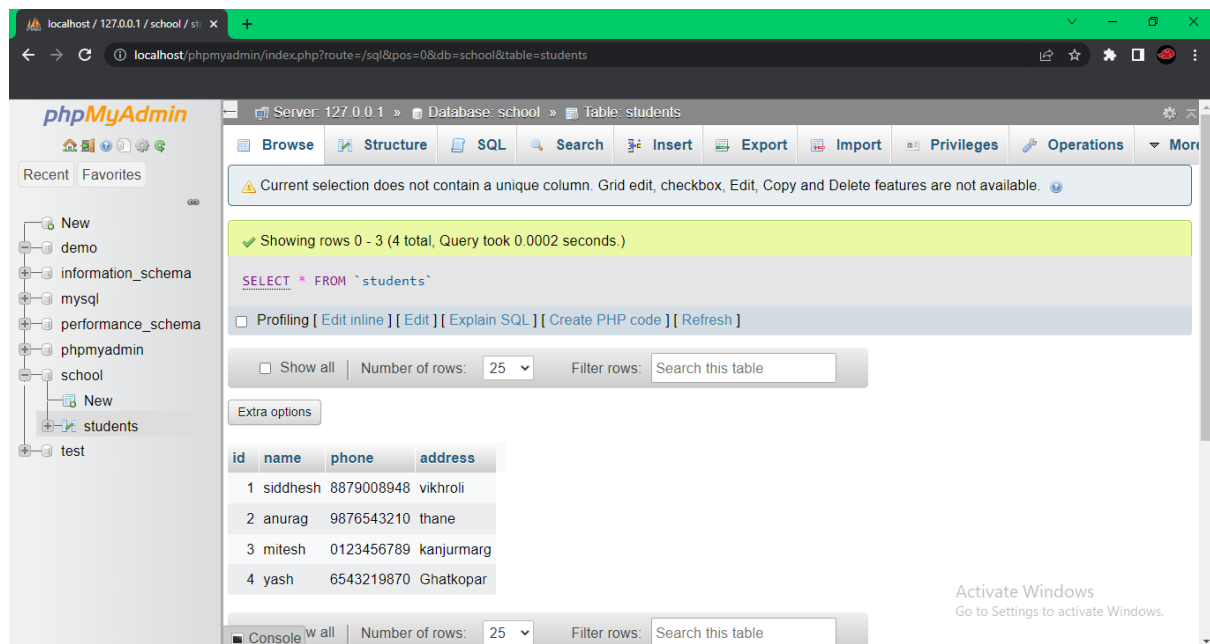 localhost / 127.0.0.1 / school / st
localhost/phpmyadmin/index.php?route=/sql&pos=0&db=school&table=students
phpMyAdmin
Recent Favorites
New
demo
information_schema
mysql
performance_schema
phpmyadmin
school
New
students
test
Server: 127.0.0.1 » Database: school » Table: students
Browse Structure SQL Search Insert Export Import Privileges Operations More
Current selection does not contain a unique column. Grid edit, checkbox, Edit, Copy and Delete features are not available.
Showing rows 0 - 3 (4 total, Query took 0.0002 seconds.)
SELECT * FROM `students`
Profiling [ Edit inline ] [ Edit ] [ Explain SQL ] [ Create PHP code ] [ Refresh ]
Show all Number of rows: 25 Filter rows: Search this table
Extra options
id name phone address
1 siddhesh 8879008948 vikhroli
2 anurag 9876543210 thane
3 mitesh 0123456789 kanjurmarg
4 yash 6543219870 Ghatkopar
Activate Windows
Go to Settings to activate Windows.
Console w all Number of rows: 25 Filter rows: Search this table